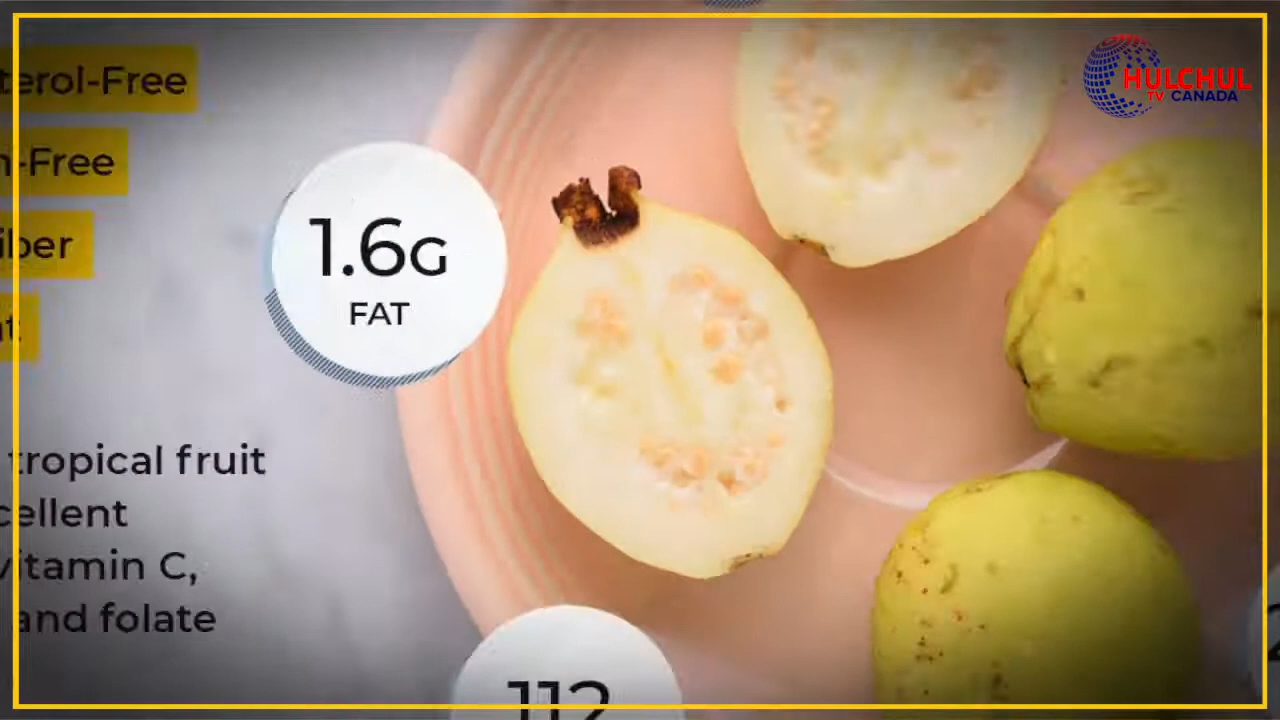 terol-Free
-Free
iber
1.6G
FAT
tropical fruit
cellent
vitamin C,
and folate
112
HULCHUL
TV CANADA